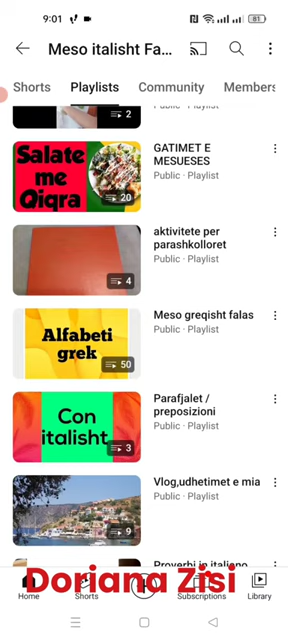 9:01
81
Meso italisht Fa...
Shorts
Playlists
Community
Members
Public · Playlist
2
Salate
me
Qiqra
20
GATIMET E
MESUESES
Public · Playlist
4
aktivitete per
parashkolloret
Public · Playlist
Alfabeti
grek
50
Meso greqisht falas
Public · Playlist
Con
italisht
3
Parafjalet /
preposizioni
Public · Playlist
9
Vlog,udhetimet e mia
Public · Playlist
Proverbi in italiano
Doriana Zisi
Home
Shorts
Subscriptions
Library